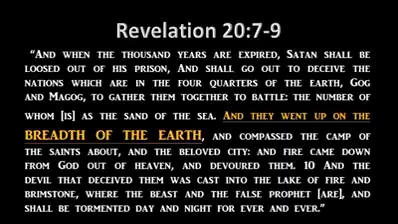 Revelation 20:7-9
“And when the thousand years are expired, Satan shall be
loosed out of his prison, And shall go out to deceive the
nations which are in the four quarters of the earth, Gog
and Magog, to gather them together to battle: the number of
whom [is] as the sand of the sea. And they went up on the
breadth of the earth, and compassed the camp of
the saints about, and the beloved city: and fire came down
from God out of heaven, and devoured them. 10 And the
devil that deceived them was cast into the lake of fire and
brimstone, where the beast and the false prophet [are], and
shall be tormented day and night for ever and ever.”